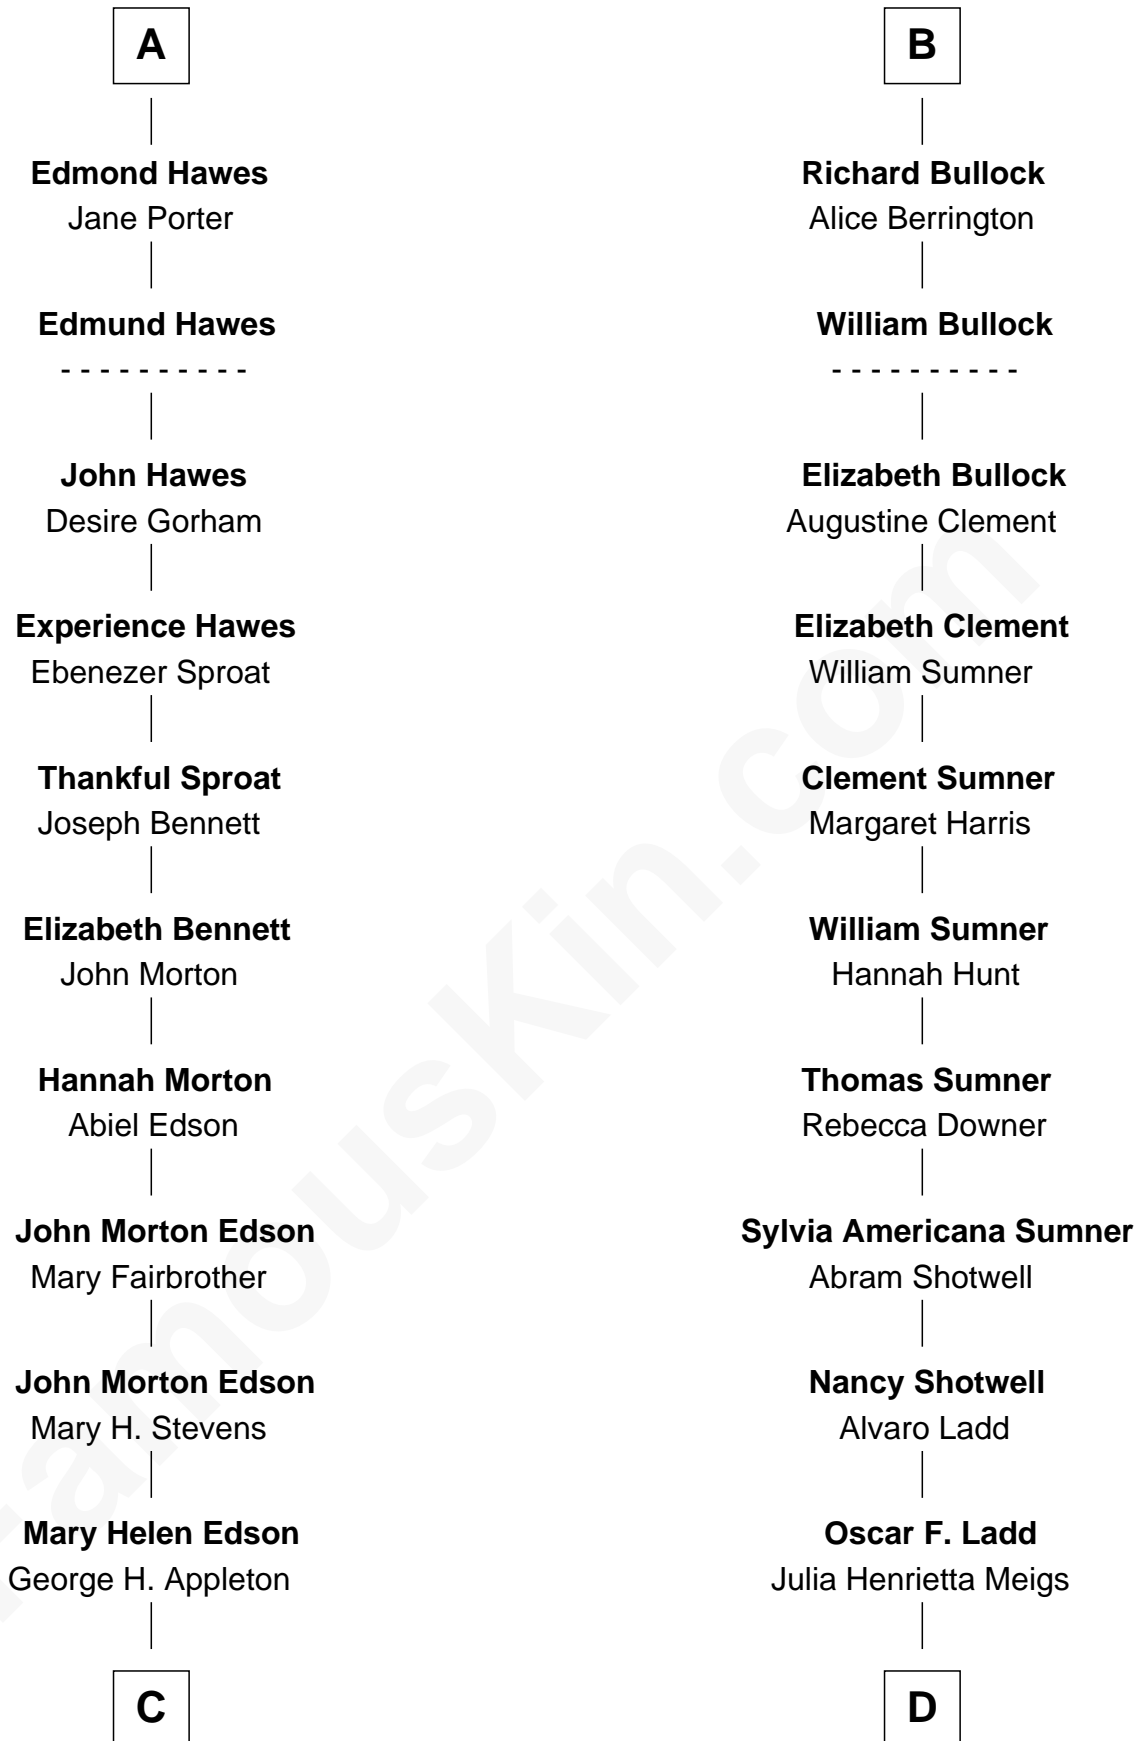 A
Edmond Hawes
Jane Porter
Edmund Hawes
- - - - - - - - - -
John Hawes
Desire Gorham
Experience Hawes
Ebenezer Sproat
Thankful Sproat
Joseph Bennett
Elizabeth Bennett
John Morton
Hannah Morton
Abiel Edson
John Morton Edson
Mary Fairbrother
John Morton Edson
Mary H. Stevens
Mary Helen Edson
George H. Appleton
C
B
Richard Bullock
Alice Berrington
William Bullock
- - - - - - - - - -
Elizabeth Bullock
Augustine Clement
Elizabeth Clement
William Sumner
Clement Sumner
Margaret Harris
William Sumner
Hannah Hunt
Thomas Sumner
Rebecca Downer
Sylvia Americana Sumner
Abram Shotwell
Nancy Shotwell
Alvaro Ladd
Oscar F. Ladd
Julia Henrietta Meigs
D
FamousKin.com